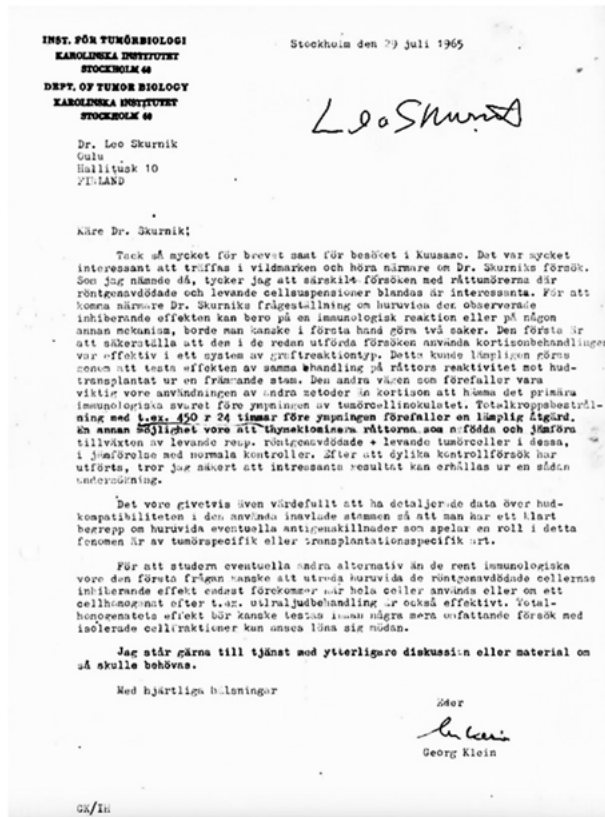 INST. FÖR TUMÖRBIOLOGI
KAROLINSKA INSTITUTET
STOCKHOLM 60
DEPT. OF TUMOR BIOLOGY
KAROLINSKA INSTITUTET
STOCKHOLM 60
Stockholm den 29 juli 1965
Leo Skurnik
Dr. Leo Skurnik
Oulu
Hallitusk 10
FINLAND
Käre Dr. Skurnik;
Tack så mycket för brevet samt för besöket i Kuusamo. Det var mycket
interessant att träffas i vildmarken och höra närmare om Dr. Skurniks försök.
Som jag nämnde då, tycker jag att särskilt försöken med råttumörerna där
röntgenavdödade och levande cellsuspensioner blandas är interessanta. För att
komma närmare Dr. Skurniks frågeställning om huruvida den observerade
inhiberande effekten kan bero på en immunologisk reaktion eller på någon
annan mekanism, borde man kanske i första hand göra två saker. Den första är
att säkerställa att den i de redan utförda försöken använda kortisonbehandlingen
var effektiv i ett system av graftreaktiontyp. Detta kunde lämpligen göras
genom att testa effekten av samma behandling på råttors reaktivitet mot hud-
transplantat ur en främmande stam. Den andra vägen som förefaller vara
viktig vore användningen av andra metoder än kortison att hämma det primära
immunologiska svaret före ympningen av tumörcellinokulatet. Totalkroppsbestrål-
ning med t.ex. 450 r 24 timmar före ympningen förefaller en lämplig åtgärd.
En annan möjlighet vore att thymektomisera råttorna som nyfödda och jämföra
tillväxten av levande resp. röntgenavdödade + levande tumörceller i dessa,
i jämförelse med normala kontroller. Efter att dylika kontrollförsök har
utförts, tror jag säkert att intressanta resultat kan erhållas ur en sådan
undersökning.
Det vore givetvis även värdefullt att ha detaljerade data över hud-
kompatibiliteten i den använda inavlade stammen så att man har ett klart
begrepp om huruvida eventuella antigenskillnader som spelar en roll i detta
fenomen är av tumörspecifik eller transplantationsspecifik art.
För att studera eventuella andra alternativ än de rent immunologiska
vore den första frågan kanske att utreda huruvida de röntgenavdödade cellernas
inhiberande effekt endast förekommer när hela celler används eller om ett
cellhomogenat efter t.ex. ultraljudbehandling är också effektivt. Total-
homogenatets effekt bör kanske testas innan några mera omfattande försök med
isolerade cellfraktioner kan anses löna sig mödan.
Jag står gärna till tjänst med ytterligare diskussion eller material om
så skulle behövas.
Med hjärtliga hälsningar
Eder
Georg Klein
GK/IH